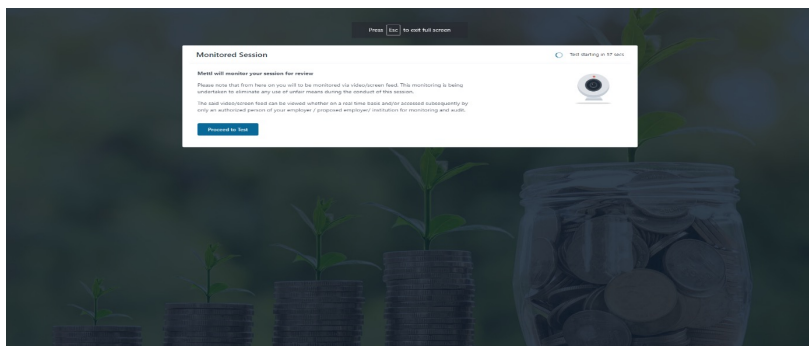 Press Esc to exit full screen
Monitored Session
Test starting in 57 secs
Mettl will monitor your session for review
Please note that from here on you will to be monitored via video/screen feed. This monitoring is being
undertaken to eliminate any use of unfair means during the conduct of this session.
The said video/screen feed can be viewed whether on a real time basis and/or accessed subsequently by
only an authorized person of your employer / proposed employer/ institution for monitoring and audit.
Proceed to Test